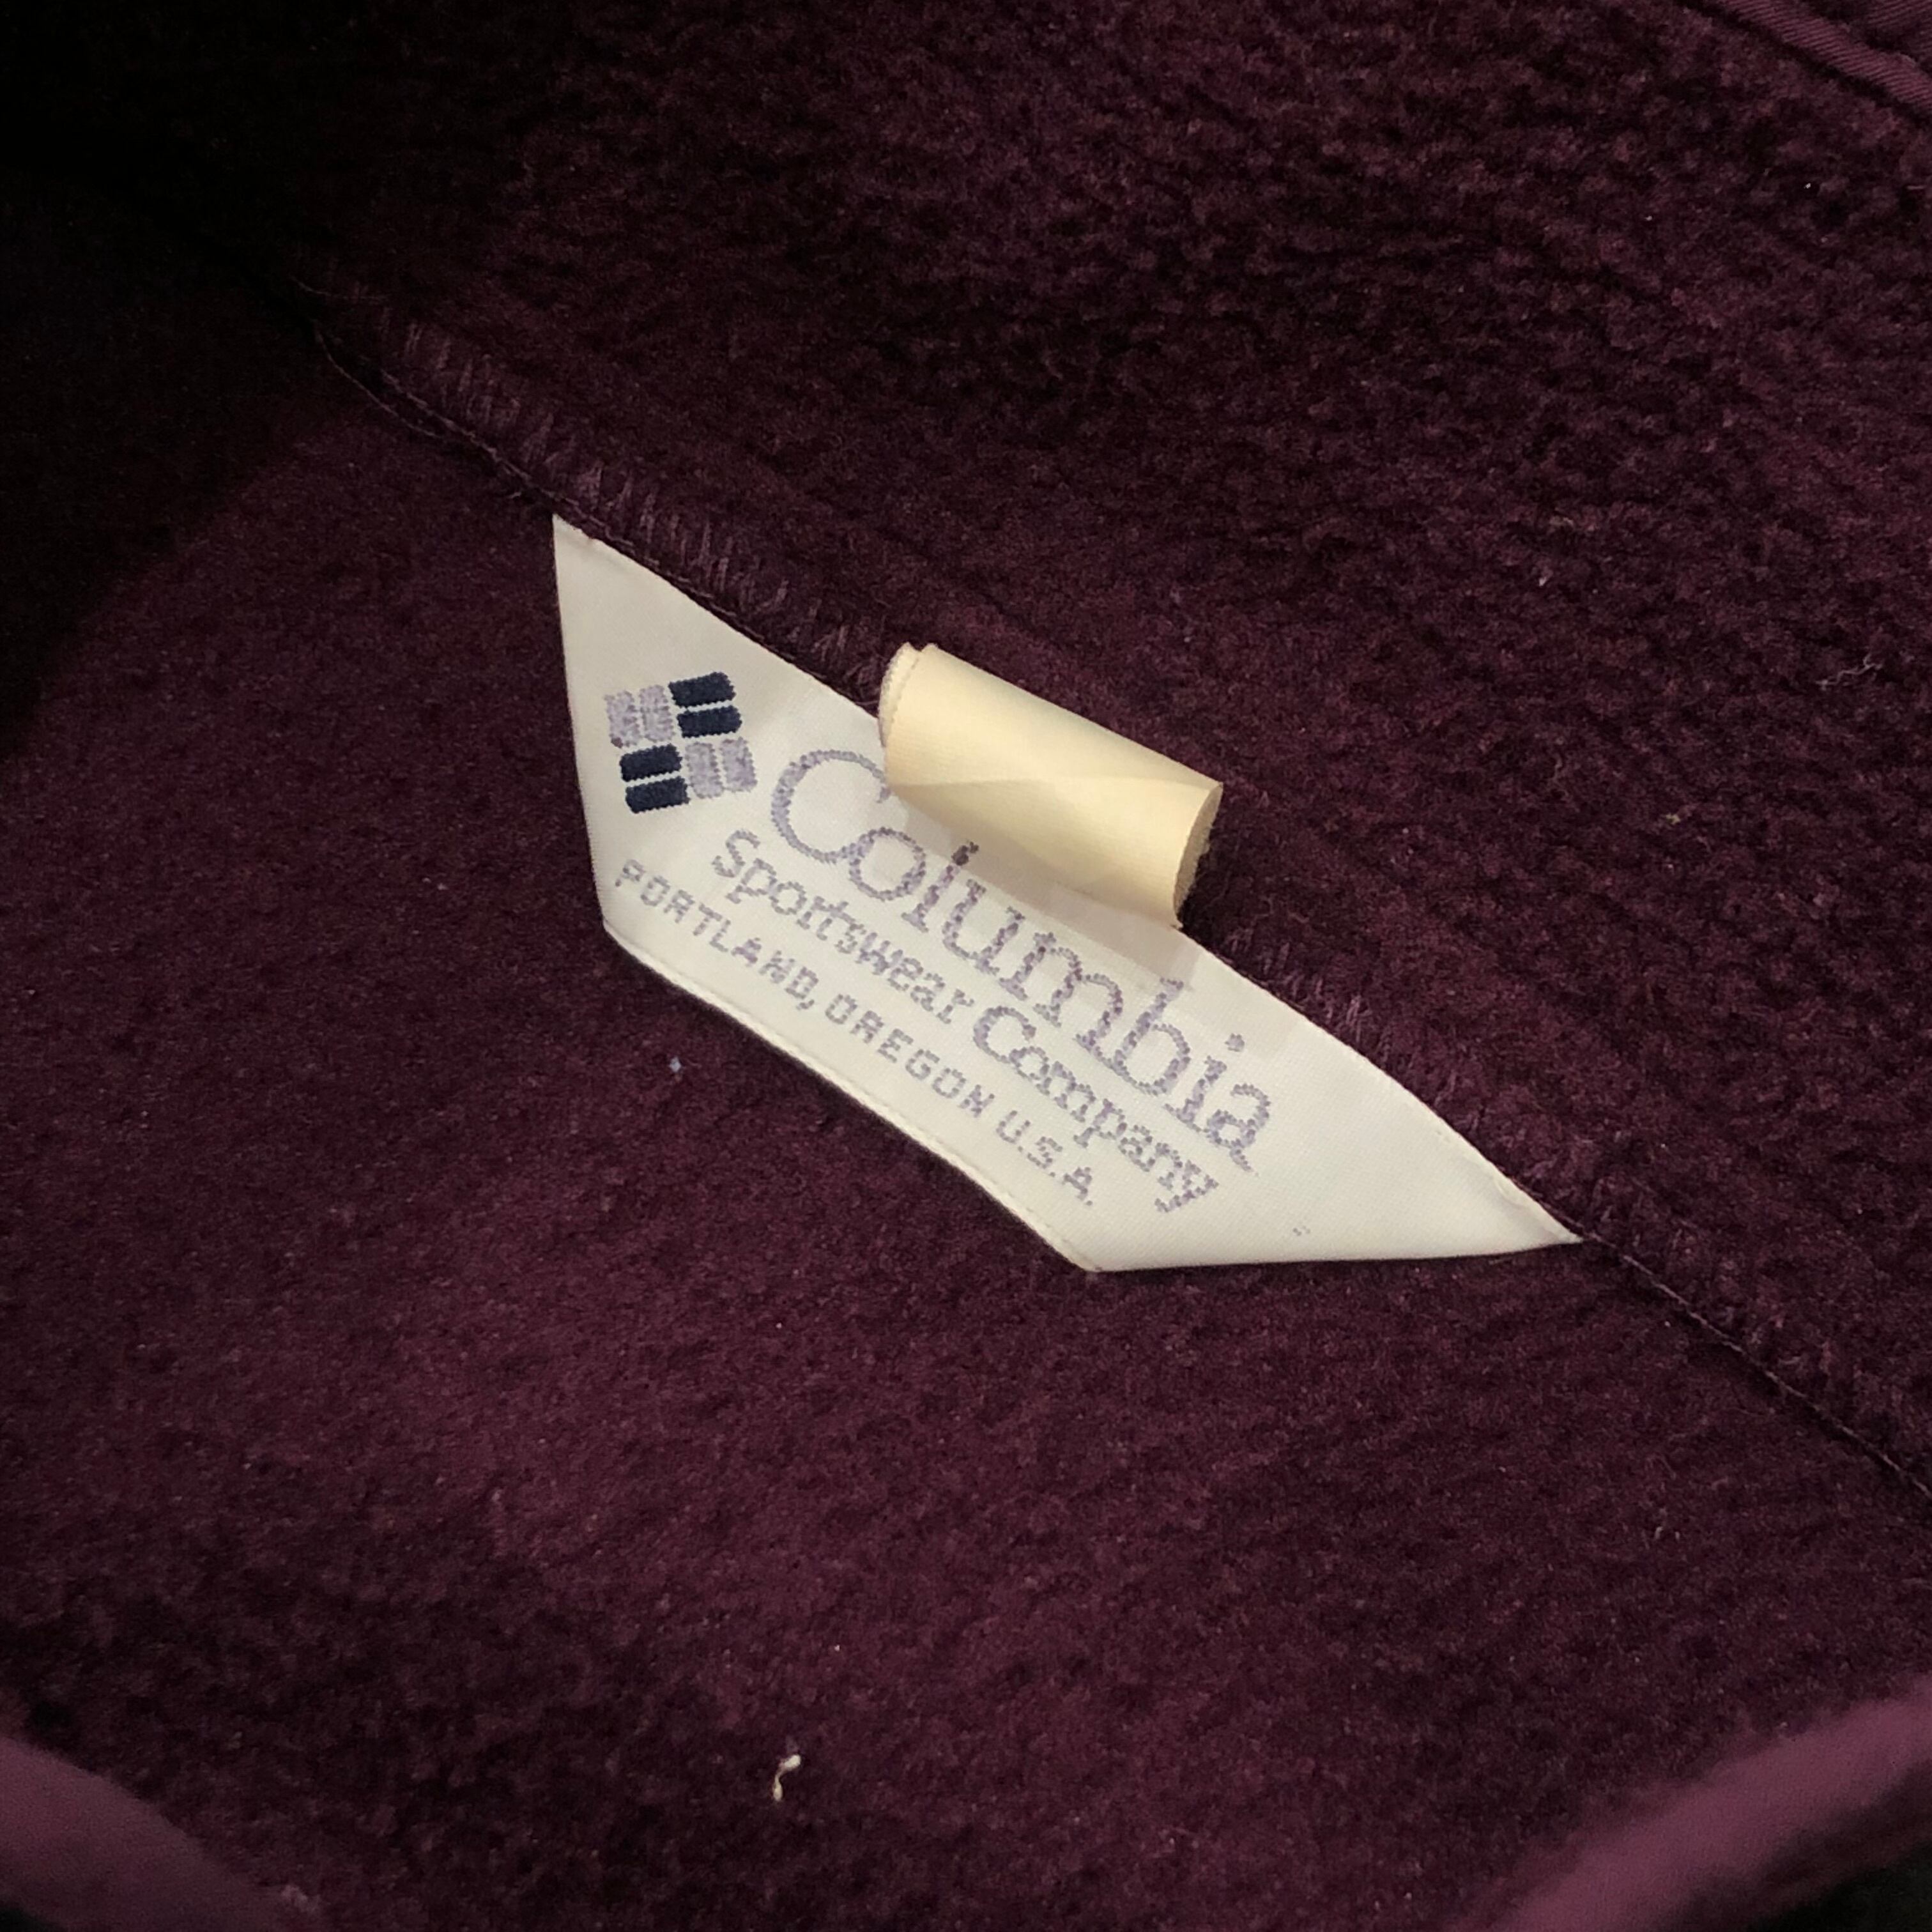 Columbia
Sportswear Company
PORTLAND, OREGON U.S.A.